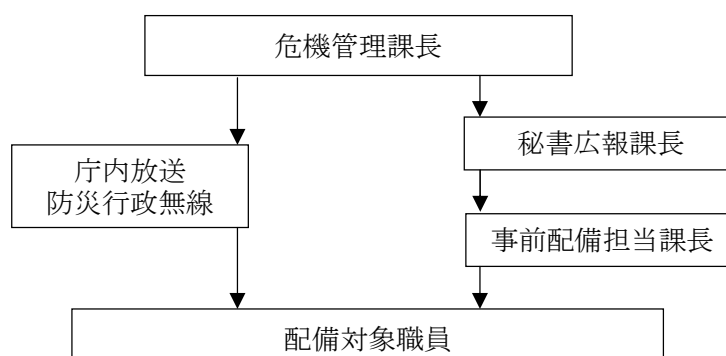 危機管理課長
庁内放送
防災行政無線
秘書広報課長
事前配備担当課長
配備対象職員